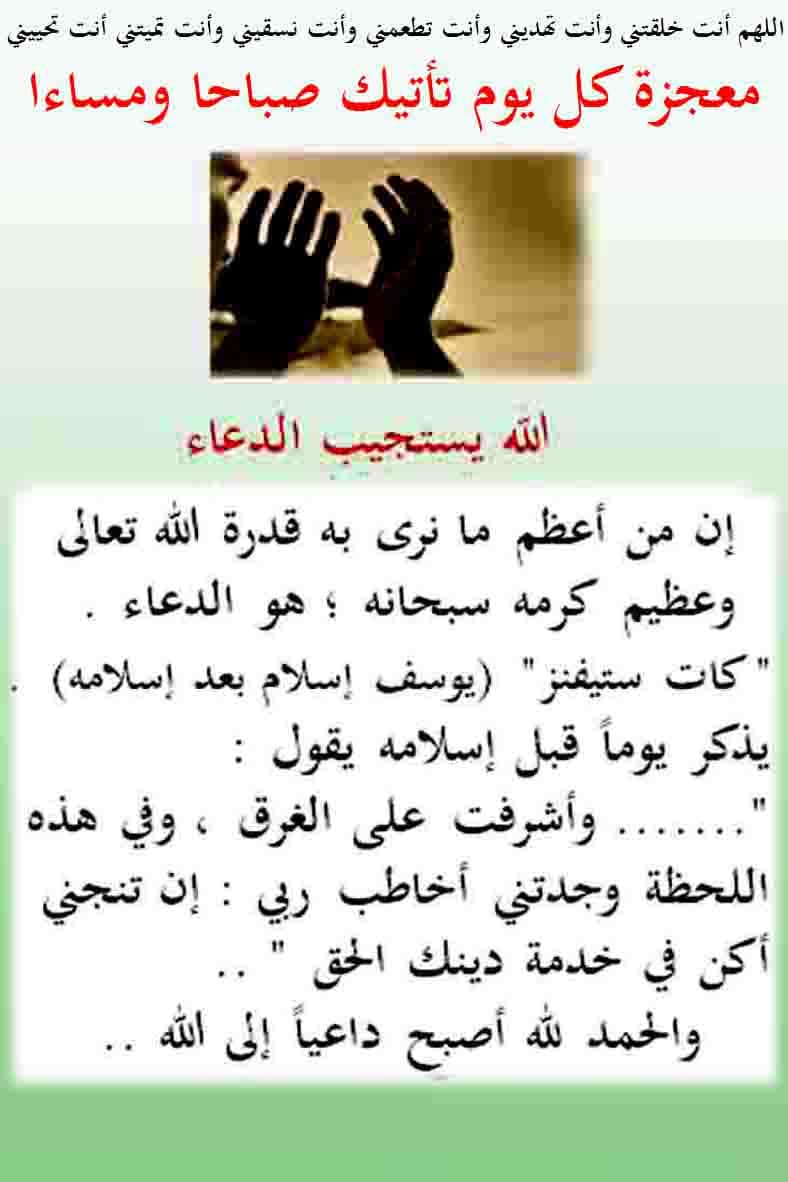 اللهم أنت خلقتني وأنت تهديني وأنت تطعمني وأنت نسقيني وأنت تميتني أنت تحييني
معجزة كل يوم تأتيك صباحا ومساءا
الله يستجيب الدعاء
إن من أعظم ما نرى به قدرة الله تعالى
وعظيم كرمه سبحانه ؛ هو الدعاء .
"كات ستيفنز" (يوسف إسلام بعد إسلامه) .
يذكر يوماً قبل إسلامه يقول :
"....... وأشرفت على الغرق ، وفي هذه
اللحظة وجدتني أخاطب ربي : إن تنجني
أكن في خدمة دينك الحق " ..
والحمد لله أصبح داعياً إلى الله ..